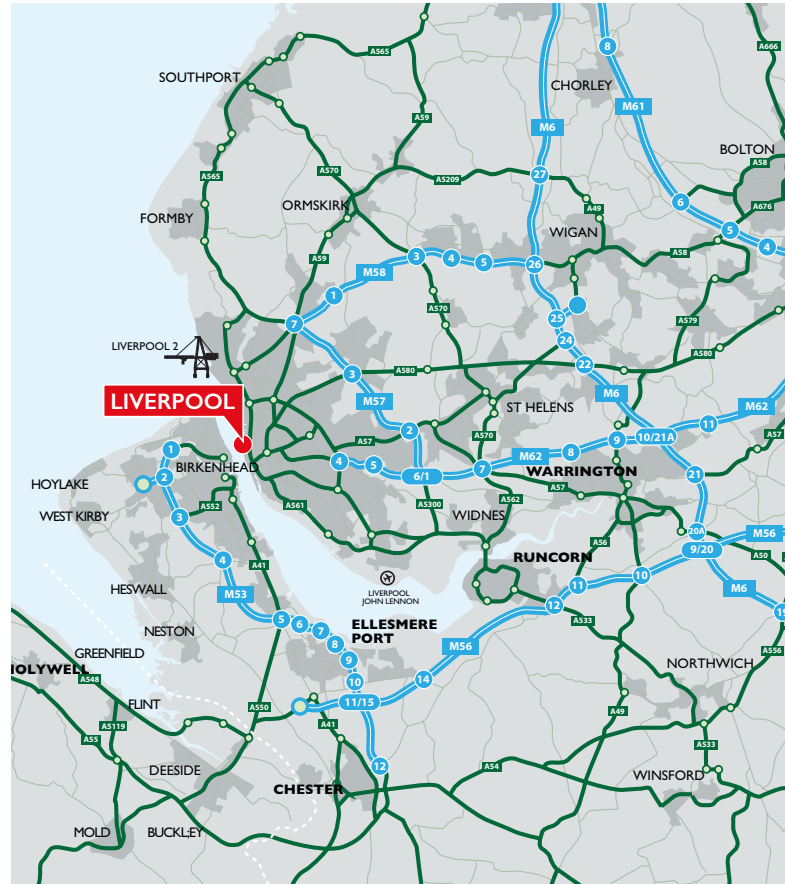 A565
8
A666
SOUTHPORT
CHORLEY
M61
A59
M6
BOLTON
A58
A565
A570
A5209
27
A676
6
ORMSKIRK
A49
FORMBY
5
WIGAN
4
A59
A58
3
4
5
26
M58
1
A570
25
A579
7
24
LIVERPOOL 2
A580
22
A580
3
M6
LIVERPOOL
M57
ST HELENS
M62
11
2
A57
A570
10/21A
A57
1
9
8
M62
BIRKENHEAD
4
5
7
WARRINGTON
2
6/1
21
HOYLAKE
A57
A552
A561
A5300
A562
WEST KIRBY
3
WIDNES
20A
M56
A56
9/20
A50
4
A41
RUNCORN
10
LIVERPOOL
JOHN LENNON
11
M6
HESWALL
M53
12
19
5
6
7
ELLESMERE
PORT
A533
NESTON
8
M56
A556
GREENFIELD
9
NORTHWICH
OLYWELL
A548
10
14
FLINT
A550
11/15
A49
A5119
A41
A533
A55
12
A54
DEESIDE
CHESTER
WINSFORD
MOLD
BUCKL;EY